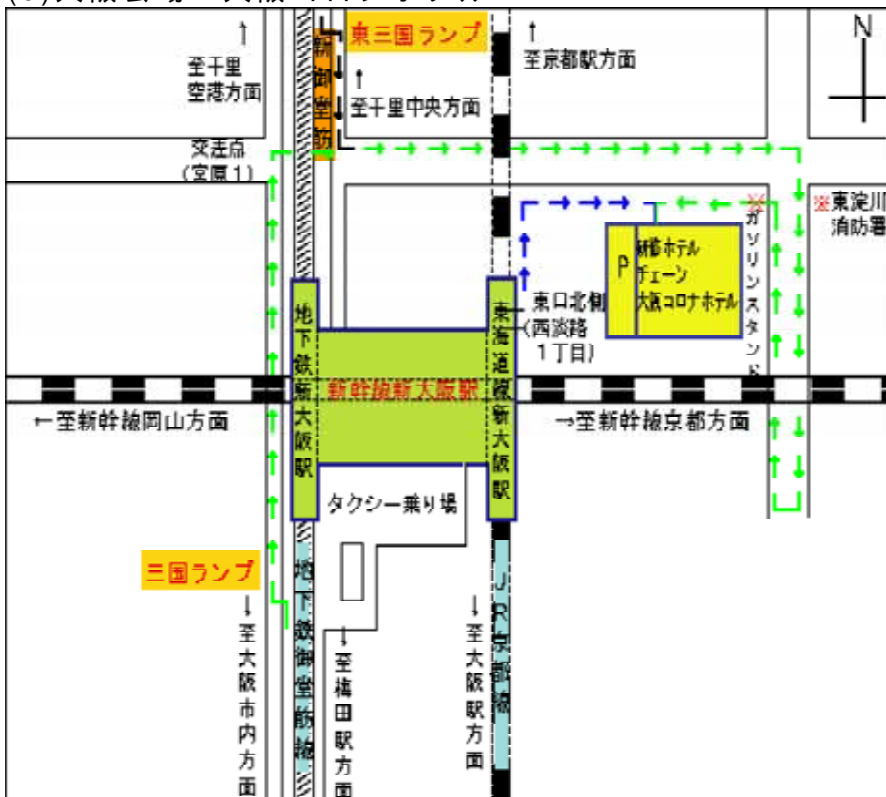 東三国ランプ
新御堂筋
至千里
空港方面
至千里中央方面
至京都駅方面
N
交差点
(宮原1)
※
※東淀川
消防署
ガソリンスタンド
P
チェーン
大阪コロナホテル
東口北側
(西淡路
1丁目)
地下鉄新大阪駅
新幹線新大阪駅
東海道線新大阪駅
←至新幹線岡山方面
→至新幹線京都方面
タクシー乗り場
三国ランプ
地下鉄御堂筋線
JR京都線
至大阪市内方面
至梅田駅方面
至大阪駅方面